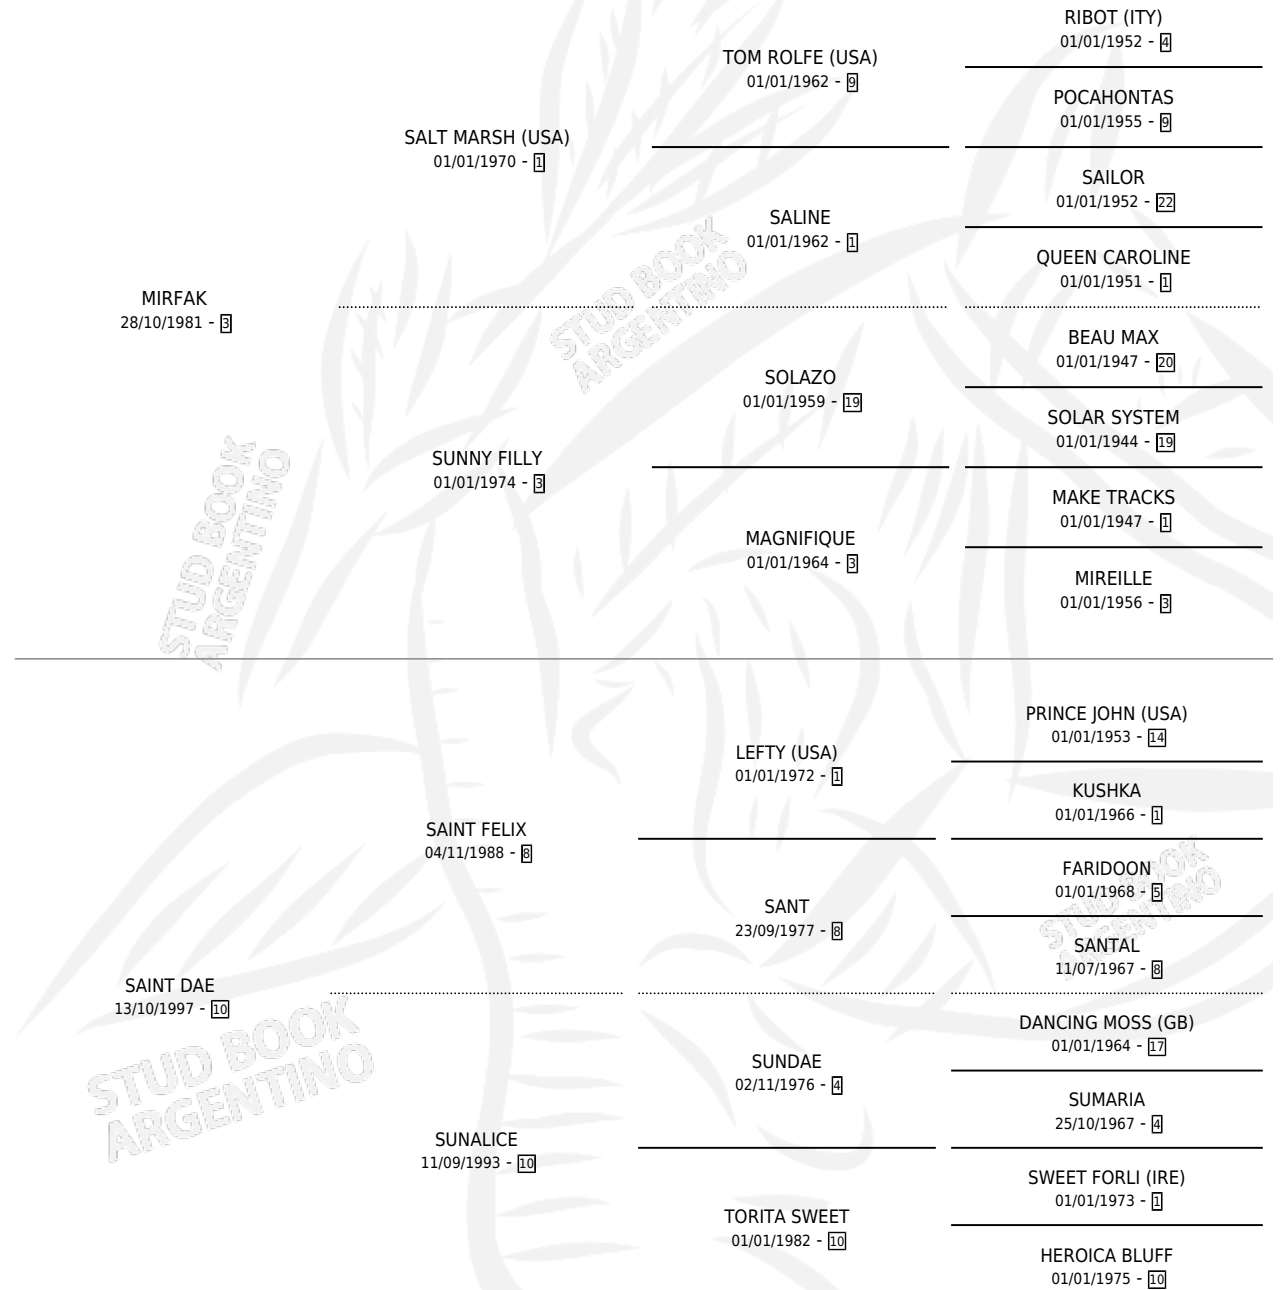 RIBOT (ITY)
01/01/1952 - 4
TOM ROLFE (USA)
01/01/1962 - 9
POCAHONTAS
01/01/1955 - 9
SALT MARSH (USA)
01/01/1970 - 1
SAILOR
01/01/1952 - 22
SALINE
01/01/1962 - 1
QUEEN CAROLINE
01/01/1951 - 1
MIRFAK
28/10/1981 - 3
BEAU MAX
01/01/1947 - 20
SOLAZO
01/01/1959 - 19
SOLAR SYSTEM
01/01/1944 - 19
SUNNY FILLY
01/01/1974 - 3
MAKE TRACKS
01/01/1947 - 1
MAGNIFIQUE
01/01/1964 - 3
MIREILLE
01/01/1956 - 3
STUD BOOK
ARGENTINO
STUD BOOK
ARGENTINO
PRINCE JOHN (USA)
01/01/1953 - 14
LEFTY (USA)
01/01/1972 - 1
KUSHKA
01/01/1966 - 1
SAINT FELIX
04/11/1988 - 8
FARIDOON
01/01/1968 - 5
SANT
23/09/1977 - 8
SANTAL
11/07/1967 - 8
SAINT DAE
13/10/1997 - 10
DANCING MOSS (GB)
01/01/1964 - 17
SUNDAE
02/11/1976 - 4
SUMARIA
25/10/1967 - 4
SUNALICE
11/09/1993 - 10
SWEET FORLI (IRE)
01/01/1973 - 1
TORITA SWEET
01/01/1982 - 10
HEROICA BLUFF
01/01/1975 - 10
STUD BOOK
ARGENTINO
STUD BOOK
ARGENTINO